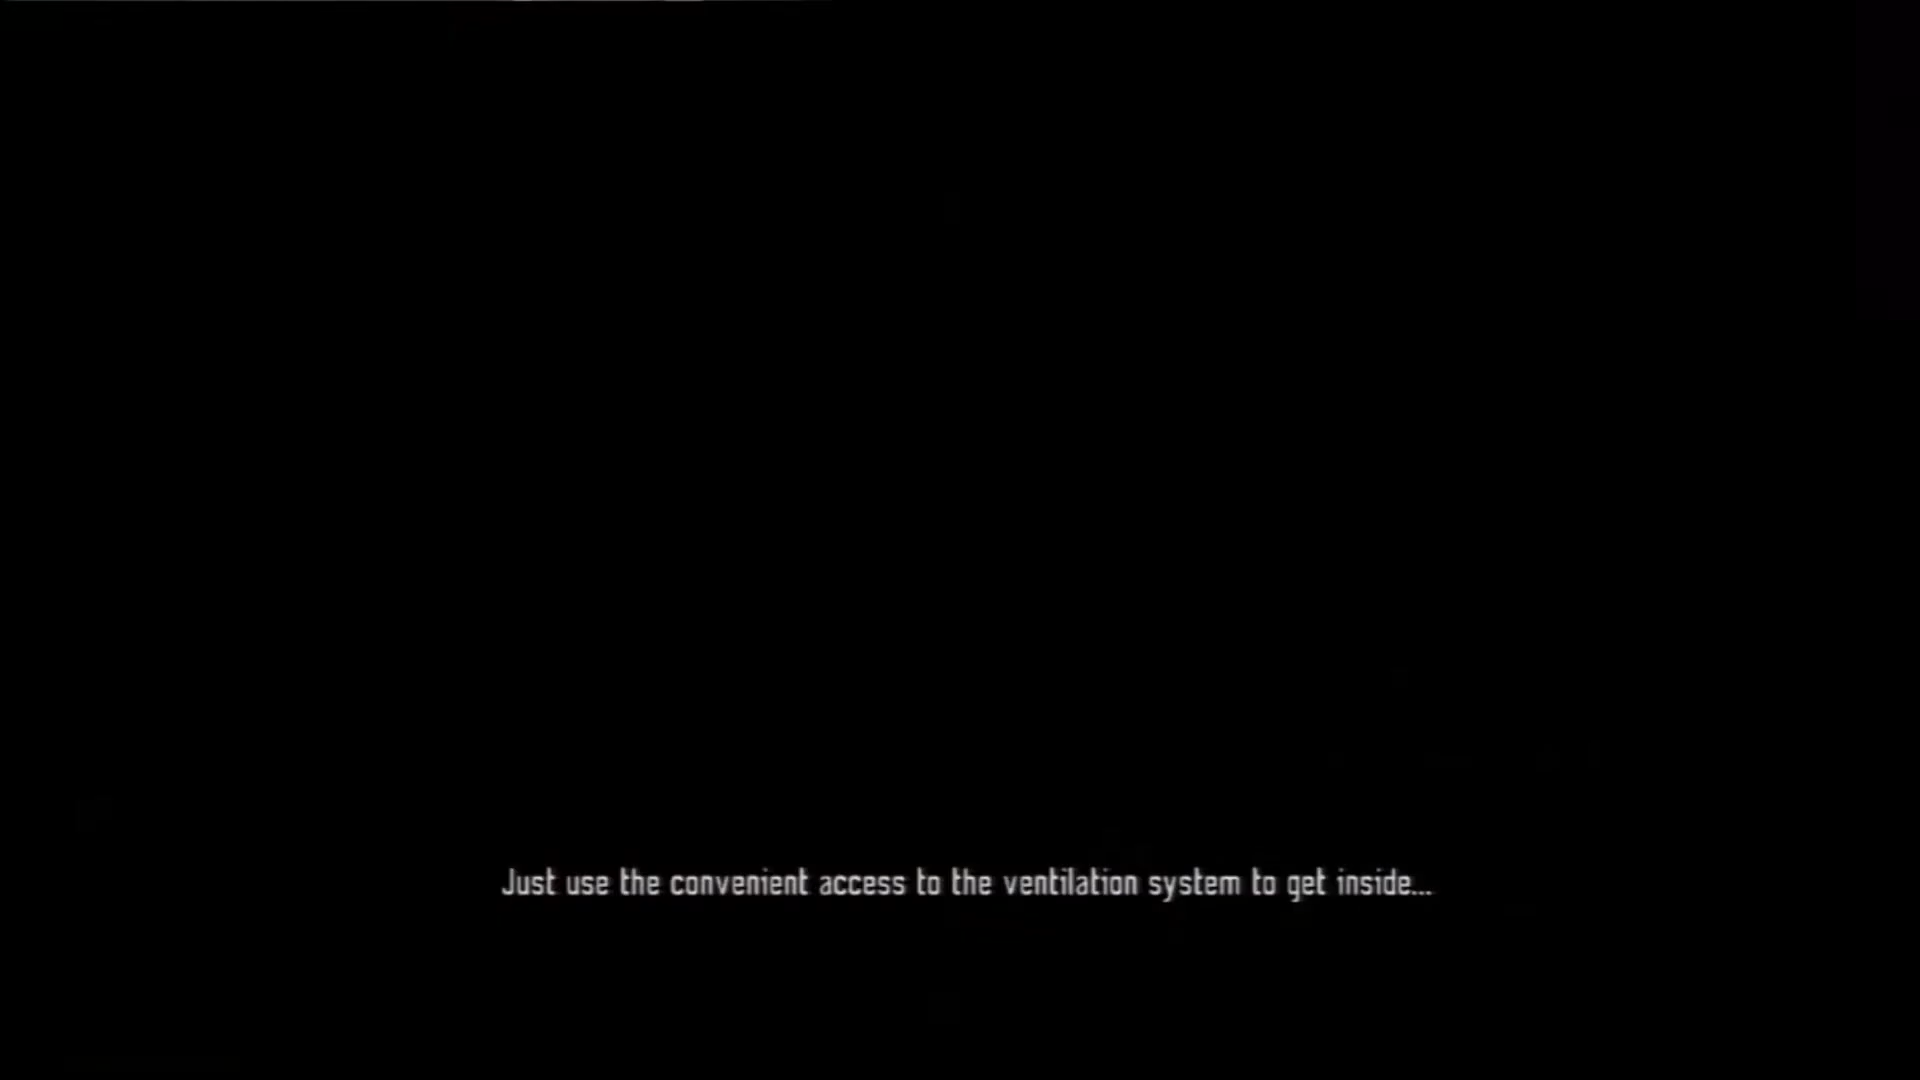 Just use the convenient access to the ventilation system to get inside...